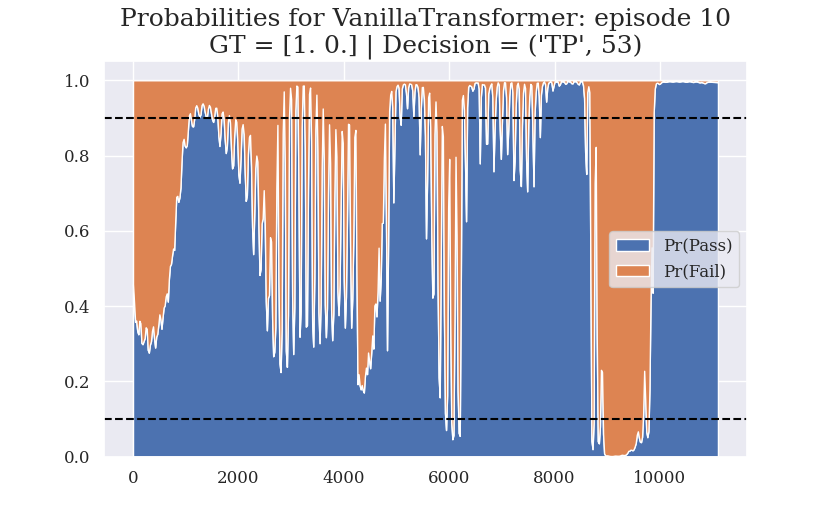 Probabilities for VanillaTransformer: episode 10
GT = [1. 0.] | Decision = ('TP', 53)
1.0
0.8
0.6
0.4
0.2
0.0
Pr(Pass)
Pr(Fail)
0 2000 4000 6000 8000 10000